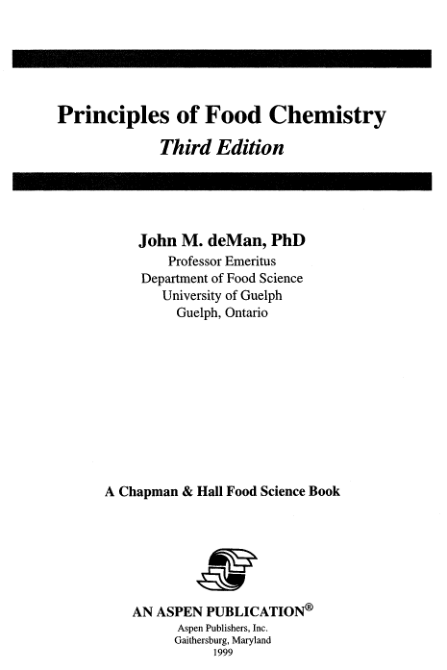 Principles of Food Chemistry
Third Edition
John M. deMan, PhD
Professor Emeritus
Department of Food Science
University of Guelph
Guelph, Ontario
A Chapman & Hall Food Science Book
AN ASPEN PUBLICATION®
Aspen Publishers, Inc.
Gaithersburg, Maryland
1999